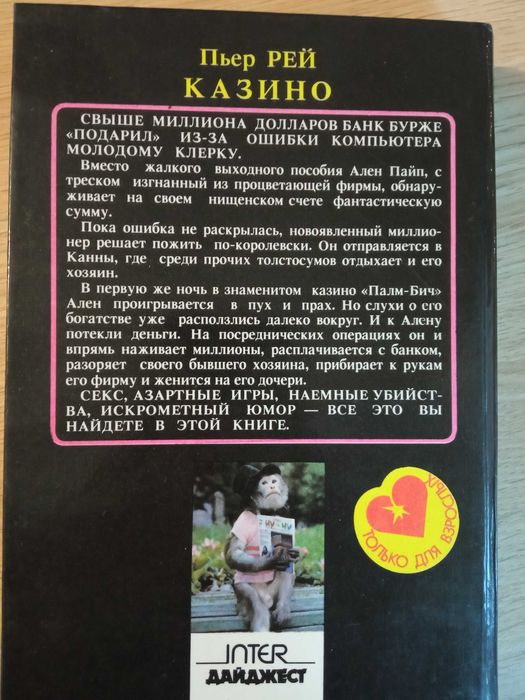 Пьер РЕЙ
КАЗИНО
СВЫШЕ МИЛЛИОНА ДОЛЛАРОВ БАНК БУРЖЕ
«ПОДАРИЛ» ИЗ-ЗА ОШИБКИ КОМПЬЮТЕРА
МОЛОДОМУ КЛЕРКУ.
Вместо жалкого выходного пособия Ален Пайп, с
треском изгнанный из процветающей фирмы, обнару-
живает на своем нищенском счете фантастическую
сумму.
Пока ошибка не раскрылась, новоявленный миллио-
нер решает пожить по-королевски. Он отправляется в
Канны, где среди прочих толстосумов отдыхает и его
хозяин.
В первую же ночь в знаменитом казино «Палм-Бич»
Ален проигрывается в пух и прах. Но слухи о его
богатстве уже расползлись далеко вокруг. И к Алену
потекли деньги. На посреднических операциях он и
впрямь наживает миллионы, расплачивается с банком,
разоряет своего бывшего хозяина, прибирает к рукам
его фирму и женится на его дочери.
СЕКС, АЗАРТНЫЕ ИГРЫ, НАЕМНЫЕ УБИЙСТ-
ВА, ИСКРОМЕТНЫЙ ЮМОР — ВСЕ ЭТО ВЫ
НАЙДЕТЕ В ЭТОЙ КНИГЕ.
ТОЛЬКО ДЛЯ ВЗРОСЛЫХ
INTER
ДАЙДЖЕСТ